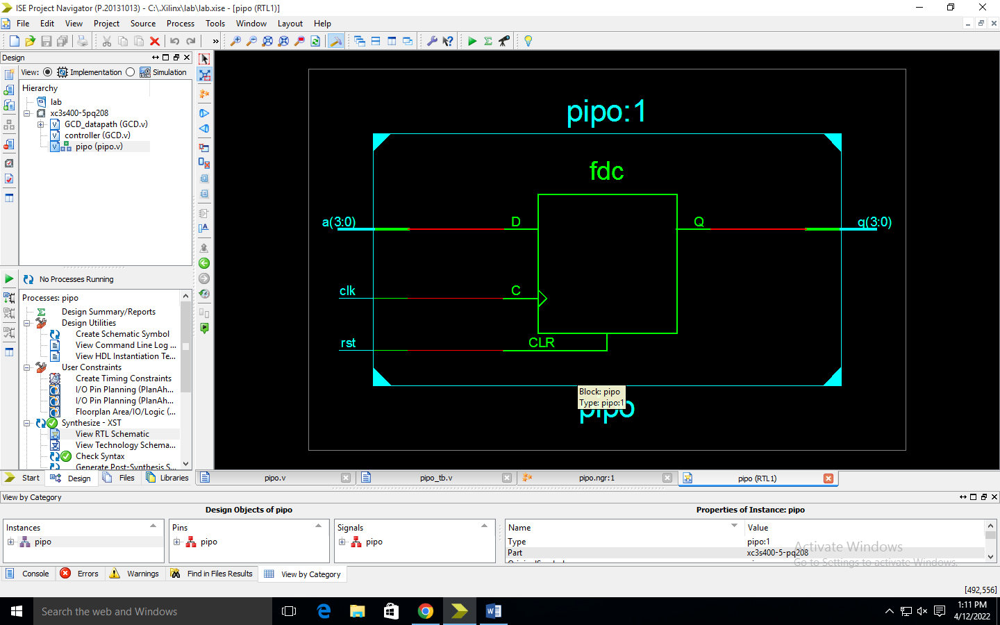 ISE Project Navigator (P.20131013) - C:\.Xilinx\lab\lab.xise - [pipo (RTL1)]
File Edit View Project Source Process Tools Window Layout Help
Design
View: Implementation Simulation
Hierarchy
lab
xc3s400-5pq208
GCD_datapath (GCD.v)
controller (GCD.v)
pipo (pipo.v)
No Processes Running
Processes: pipo
Design Summary/Reports
Design Utilities
Create Schematic Symbol
View Command Line Log ...
View HDL Instantiation Te...
User Constraints
Create Timing Constraints
I/O Pin Planning (PlanAh...
I/O Pin Planning (PlanAh...
Floorplan Area/IO/Logic (...
Synthesize - XST
View RTL Schematic
View Technology Schema...
Check Syntax
Generate Post-Synthesis S...
Start Design Files Libraries
pipo:1
fdc
a(3:0) D Q q(3:0)
clk C
rst CLR
Block: pipo
Type: pipo:1
pipo
pipo.v pipo_tb.v pipo.ngr:1 pipo (RTL1)
View by Category
Design Objects of pipo Properties of Instance: pipo
Instances Pins Signals Name Value
pipo pipo pipo Type pipo:1
Part xc3s400-5-pq208
Activate Windows
Go to Settings to activate Windows.
Console Errors Warnings Find in Files Results View by Category
[492,556]
Search the web and Windows
1:11 PM
4/12/2022